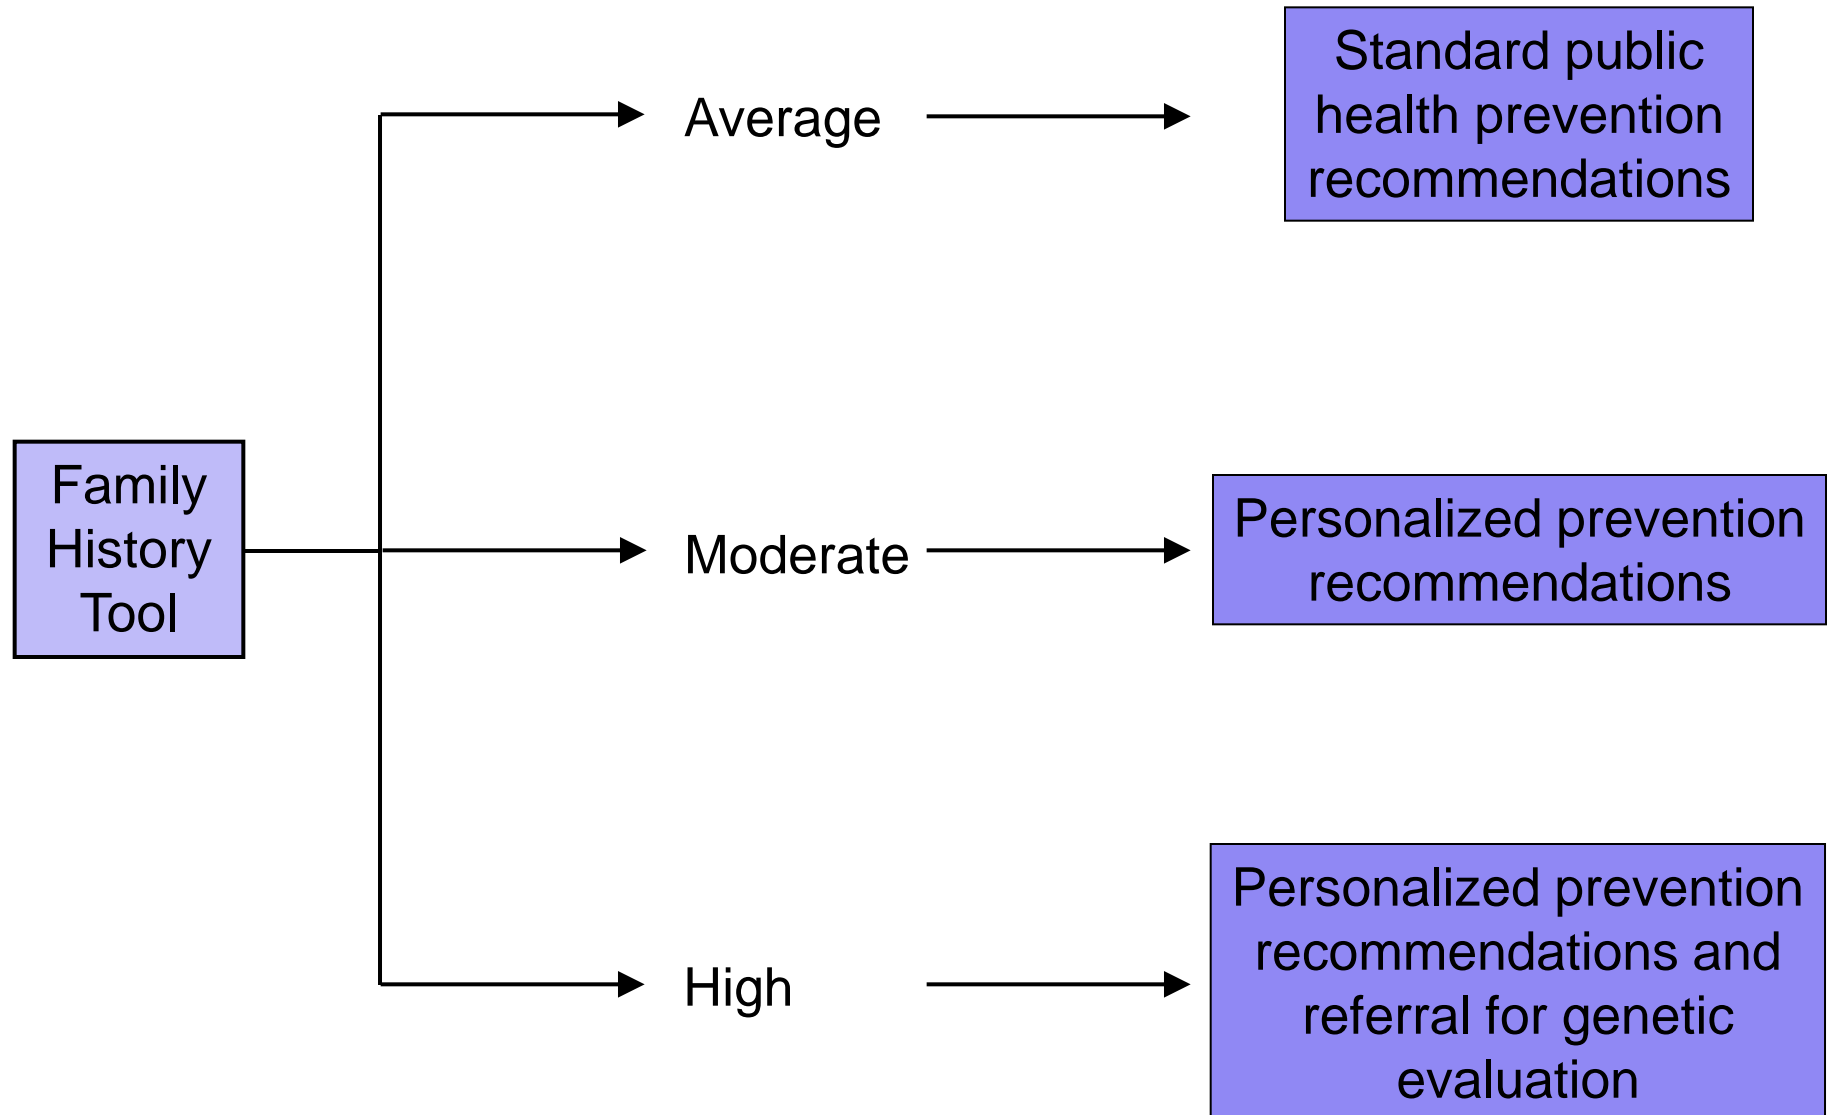 Family
History
Tool
Average
Standard public
health prevention
recommendations
Moderate
Personalized prevention
recommendations
High
Personalized prevention
recommendations and
referral for genetic
evaluation